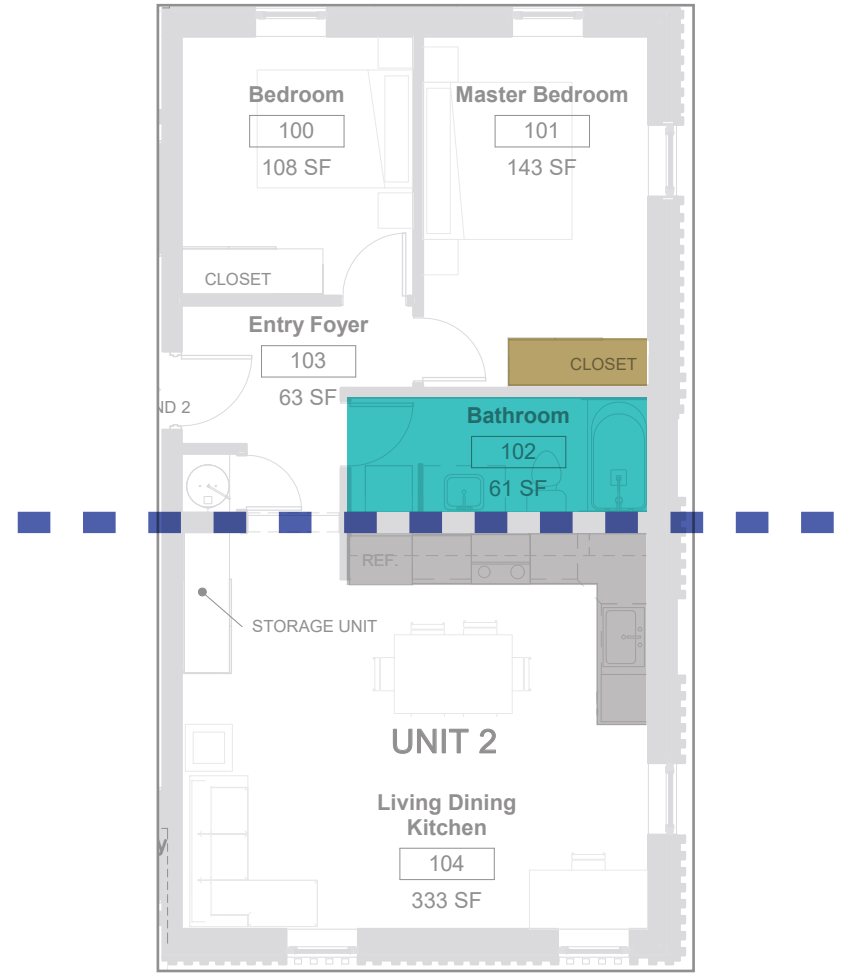 Bedroom
100
108 SF
Master Bedroom
101
143 SF
CLOSET
Entry Foyer
103
63 SF
CLOSET
ND 2
Bathroom
102
61 SF
REF.
STORAGE UNIT
UNIT 2
Living Dining
Kitchen
104
333 SF
y